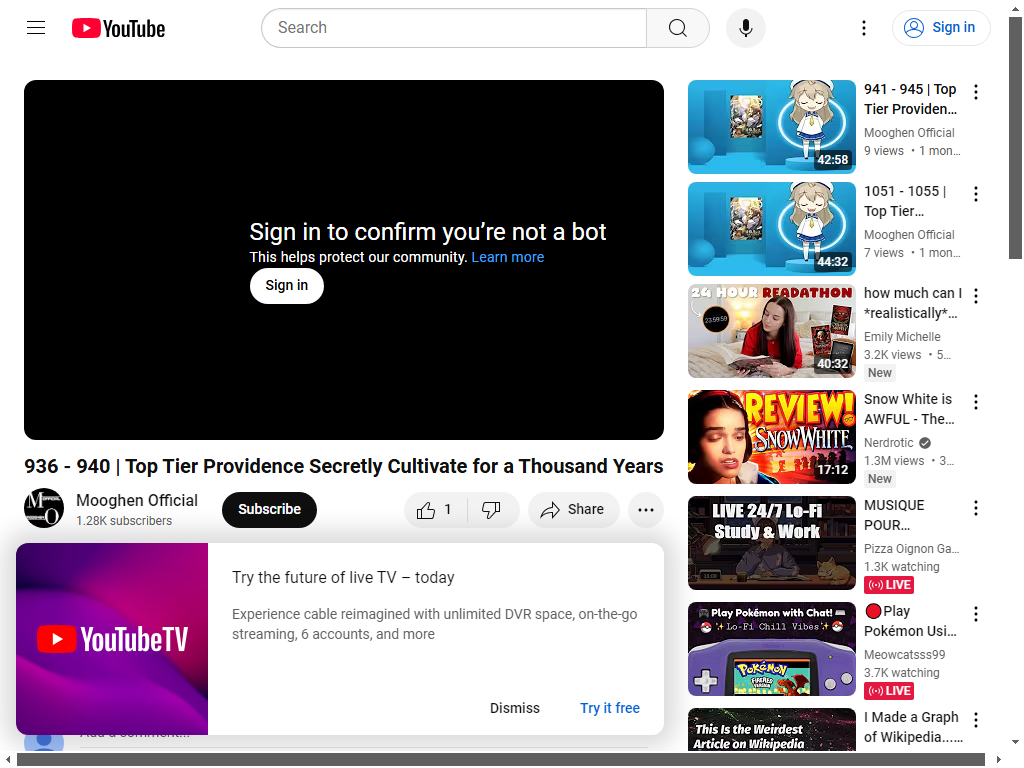 YouTube
Search
Sign in
Sign in to confirm you’re not a bot
This helps protect our community. Learn more
Sign in
936 - 940 | Top Tier Providence Secretly Cultivate for a Thousand Years
Mooghen Official
1.28K subscribers
Subscribe
1
Share
YouTubeTV
Try the future of live TV – today
Experience cable reimagined with unlimited DVR space, on-the-go
streaming, 6 accounts, and more
Dismiss
Try it free
Add a comment...
42:58
941 - 945 | Top
Tier Providen...
Mooghen Official
9 views • 1 mon...
44:32
1051 - 1055 |
Top Tier...
Mooghen Official
7 views • 1 mon...
24 HOUR READATHON
23:59:59
40:32
how much can I
*realistically*...
Emily Michelle
3.2K views • 5...
New
REVIEW!
SNOW WHITE
17:12
Snow White is
AWFUL - The...
Nerdrotic
1.3M views • 3...
New
LIVE 24/7 Lo-Fi
Study & Work
MUSIQUE
POUR...
Pizza Oignon Ga...
1.3K watching
LIVE
Play Pokémon with Chat!
Lo-Fi Chill Vibes
POKéMON
FIRERED
VERSION
Play
Pokémon Usi...
Meowcatsss99
3.7K watching
LIVE
This Is the Weirdest
Article on Wikipedia
I Made a Graph
of Wikipedia......